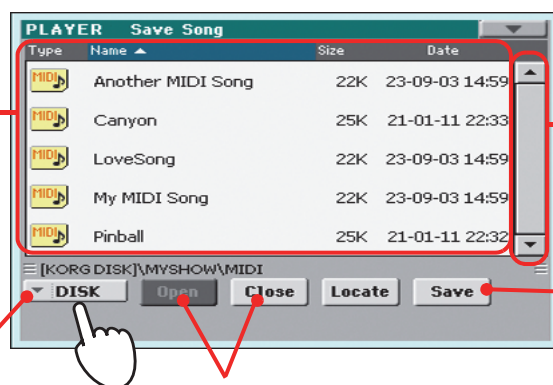 PLAYER Save Song
Type Name Size Date
MIDI Another MIDI Song 22K 23-09-03 14:59
MIDI Canyon 25K 21-01-11 22:33
MIDI LoveSong 22K 23-09-03 14:59
MIDI My MIDI Song 22K 23-09-03 14:59
MIDI Pinball 25K 21-01-11 22:32
[KORG DISK]\MYSHOW\MIDI
DISK Open Close Locate Save